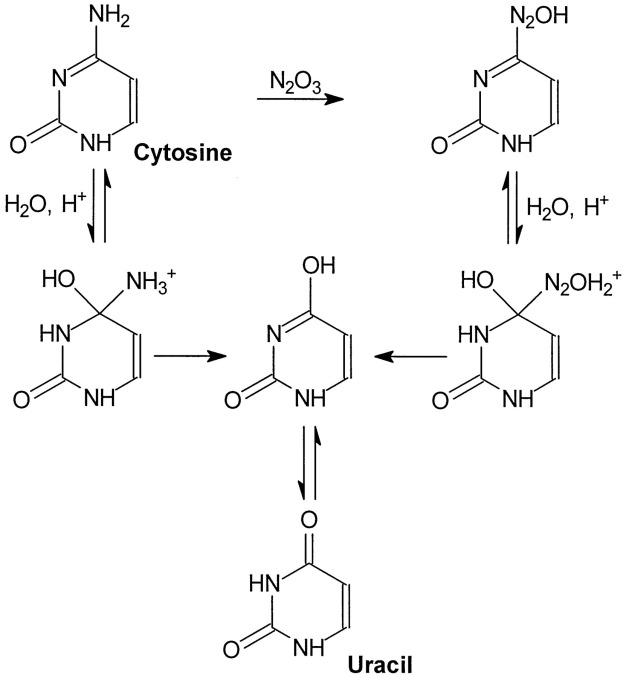 NH₂
N
O
NH
Cytosine
N₂O₃
N₂OH
N
O
NH
H₂O, H⁺
H₂O, H⁺
HO
NH₃⁺
HN
O
NH
OH
N
O
NH
HO
N₂OH₂⁺
HN
O
NH
O
HN
O
NH
Uracil